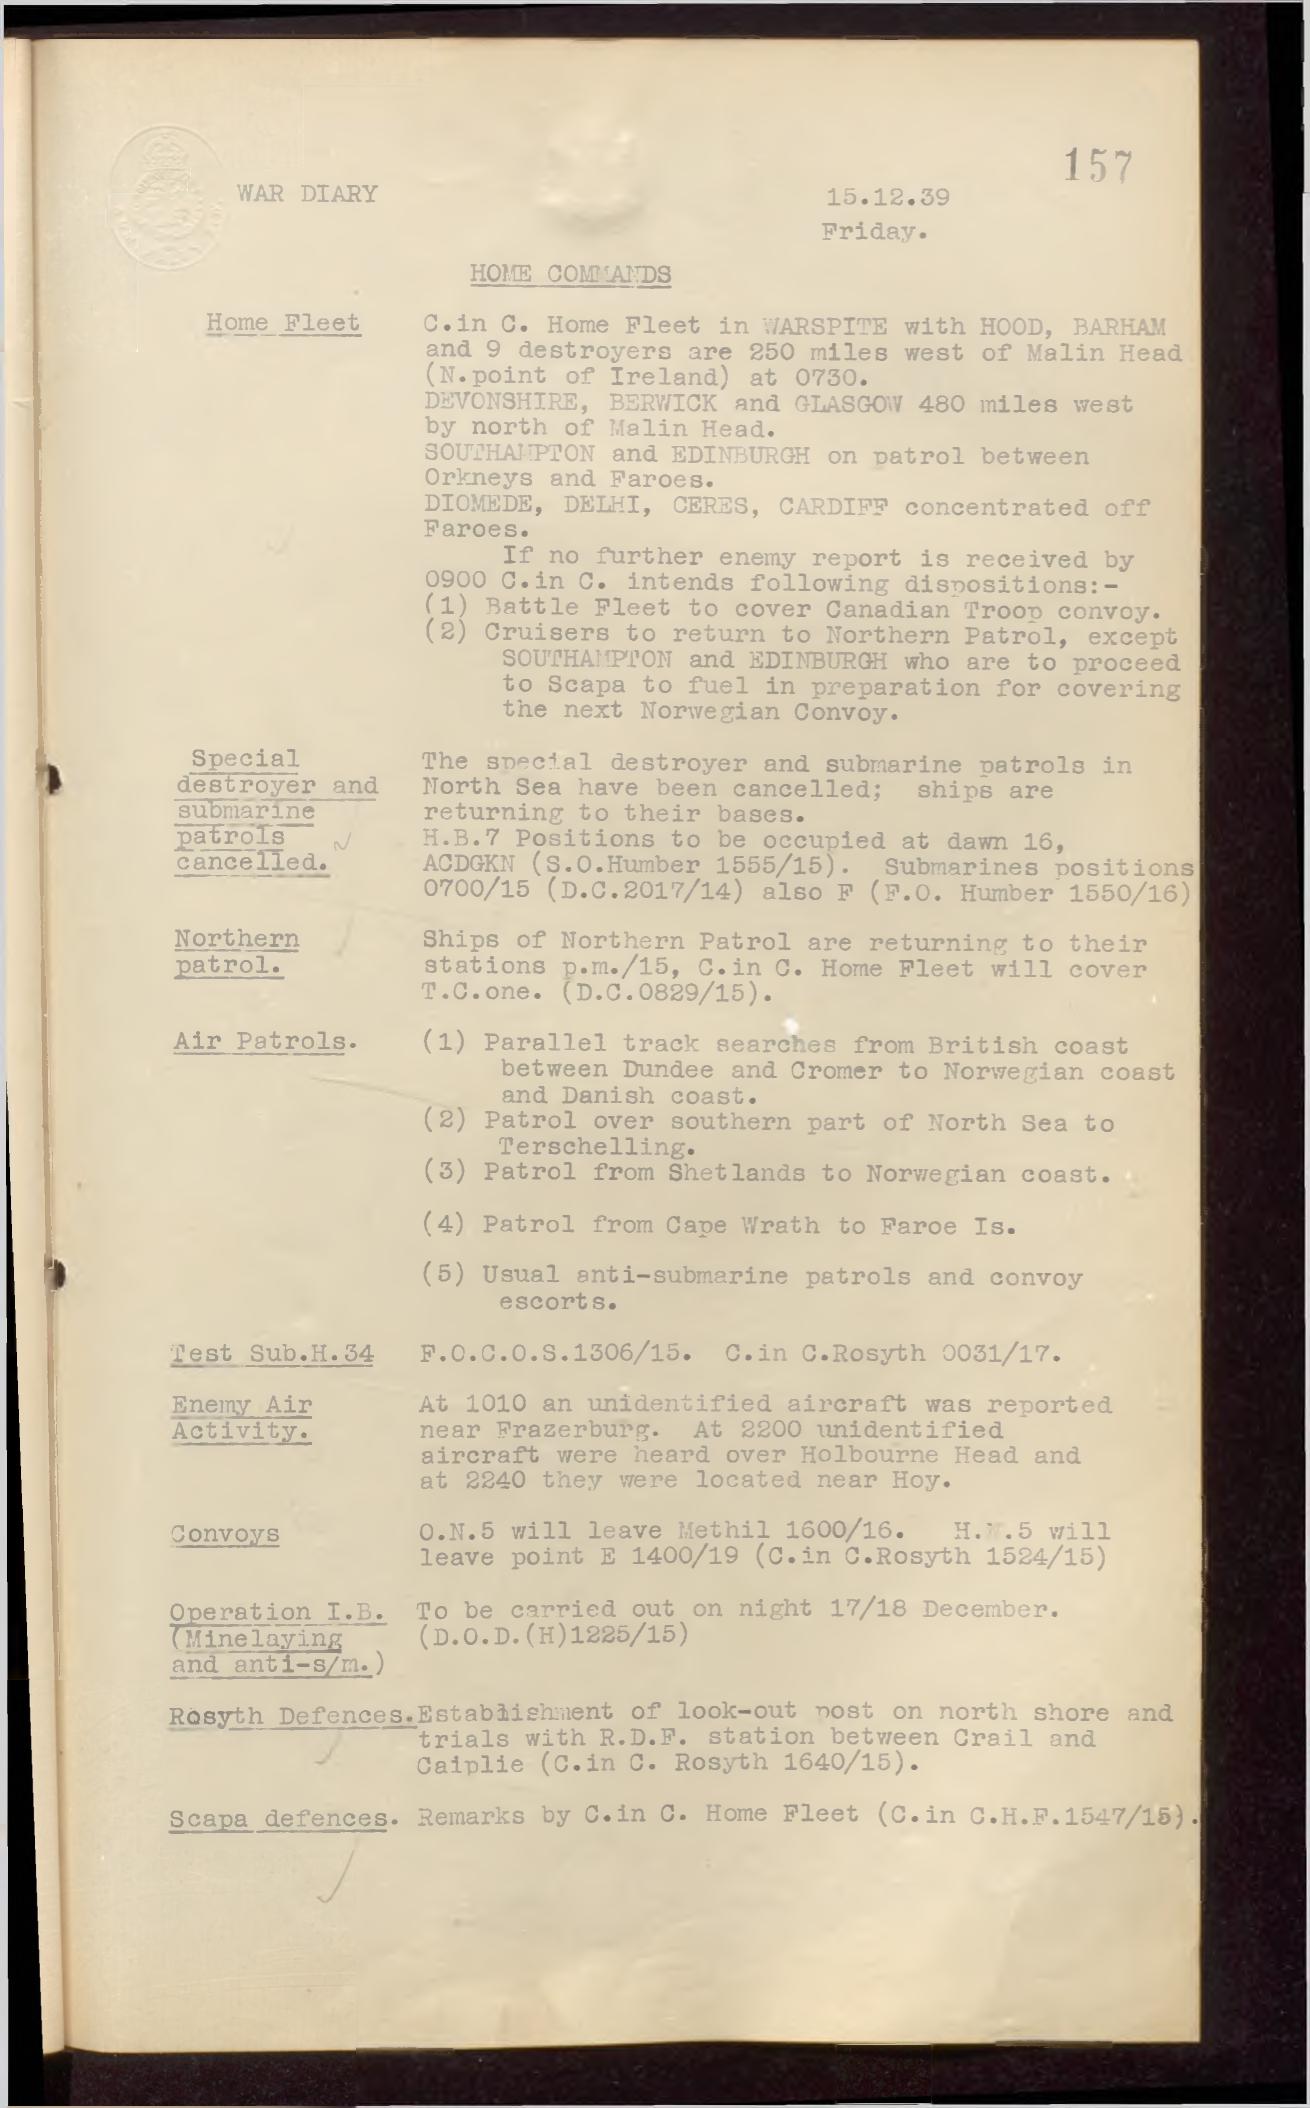 157
WAR DIARY
15.12.39
Friday.
HOME COMMANDS
Home Fleet
C.in C. Home Fleet in WARSPITE with HOOD, BARHAM
and 9 destroyers are 250 miles west of Malin Head
(N.point of Ireland) at 0730.
DEVONSHIRE, BERWICK and GLASGOW 480 miles west
by north of Malin Head.
SOUTHAMPTON and EDINBURGH on patrol between
Orkneys and Faroes.
DIOMEDE, DELHI, CERES, CARDIFF concentrated off
Faroes.
If no further enemy report is received by
0900 C.in C. intends following dispositions:-
(1) Battle Fleet to cover Canadian Troop convoy.
(2) Cruisers to return to Northern Patrol, except
SOUTHAMPTON and EDINBURGH who are to proceed
to Scapa to fuel in preparation for covering
the next Norwegian Convoy.
Special
destroyer and
submarine
patrols
cancelled.
The special destroyer and submarine patrols in
North Sea have been cancelled; ships are
returning to their bases.
H.B.7 Positions to be occupied at dawn 16,
ACDGKN (S.O.Humber 1555/15). Submarines positions
0700/15 (D.C.2017/14) also F (F.O. Humber 1550/16)
Northern
patrol.
Ships of Northern Patrol are returning to their
stations p.m./15, C.in C. Home Fleet will cover
T.C.one. (D.C.0829/15).
Air Patrols.
(1) Parallel track searches from British coast
between Dundee and Cromer to Norwegian coast
and Danish coast.
(2) Patrol over southern part of North Sea to
Terschelling.
(3) Patrol from Shetlands to Norwegian coast.
(4) Patrol from Cape Wrath to Faroe Is.
(5) Usual anti-submarine patrols and convoy
escorts.
Test Sub.H.34
F.O.C.O.S.1306/15. C.in C.Rosyth 0031/17.
Enemy Air
Activity.
At 1010 an unidentified aircraft was reported
near Frazerburg. At 2200 unidentified
aircraft were heard over Holbourne Head and
at 2240 they were located near Hoy.
Convoys
O.N.5 will leave Methil 1600/16. H.N.5 will
leave point E 1400/19 (C.in C.Rosyth 1524/15)
Operation I.B.
(Minelaying
and anti-s/m.)
To be carried out on night 17/18 December.
(D.O.D.(H)1225/15)
Rosyth Defences.
Establishment of look-out post on north shore and
trials with R.D.F. station between Crail and
Caiplie (C.in C. Rosyth 1640/15).
Scapa defences.
Remarks by C.in C. Home Fleet (C.in C.H.F.1547/15).